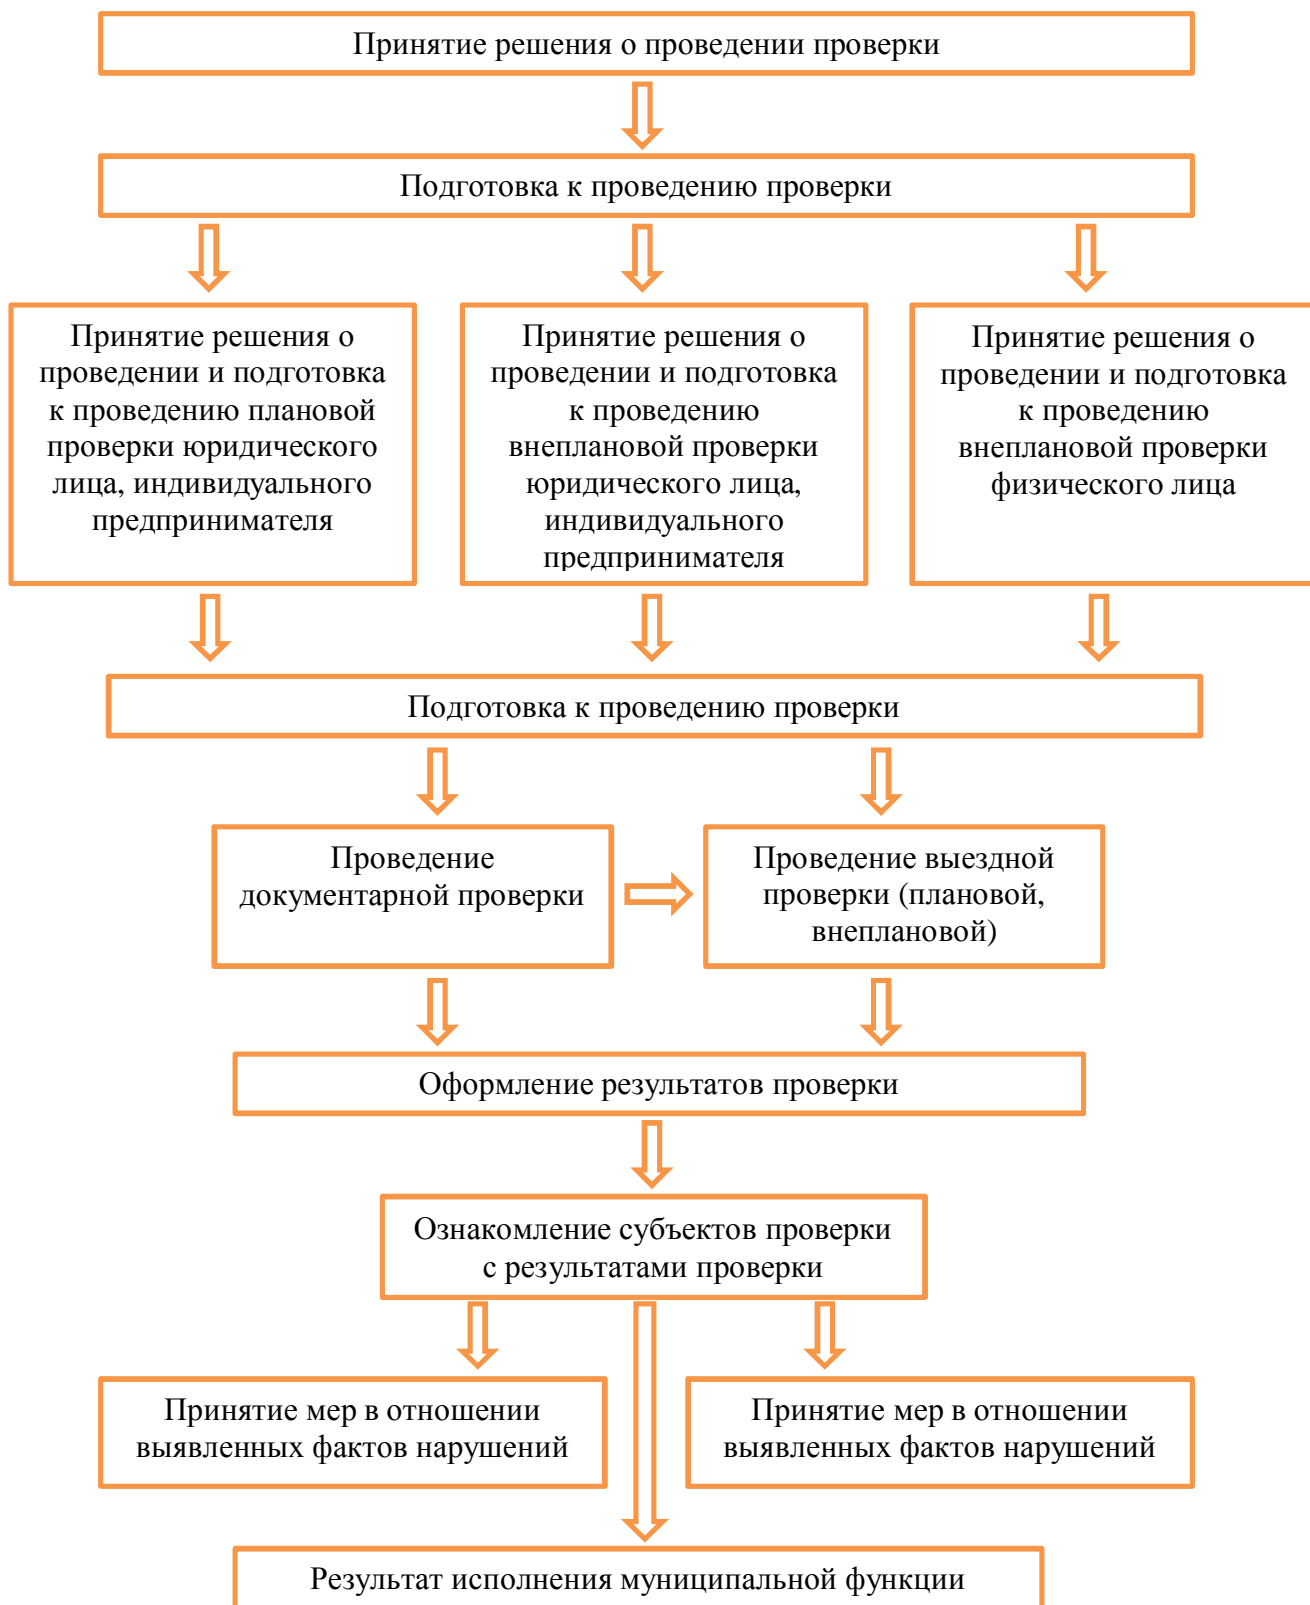 Принятие решения о проведении проверки
Подготовка к проведению проверки
Принятие решения о
проведении и подготовка
к проведению плановой
проверки юридического
лица, индивидуального
предпринимателя
Принятие решения о
проведении и подготовка
к проведению
внеплановой проверки
юридического лица,
индивидуального
предпринимателя
Принятие решения о
проведении и подготовка
к проведению
внеплановой проверки
физического лица
Подготовка к проведению проверки
Проведение
документарной проверки
Проведение выездной
проверки (плановой,
внеплановой)
Оформление результатов проверки
Ознакомление субъектов проверки
с результатами проверки
Принятие мер в отношении
выявленных фактов нарушений
Принятие мер в отношении
выявленных фактов нарушений
Результат исполнения муниципальной функции